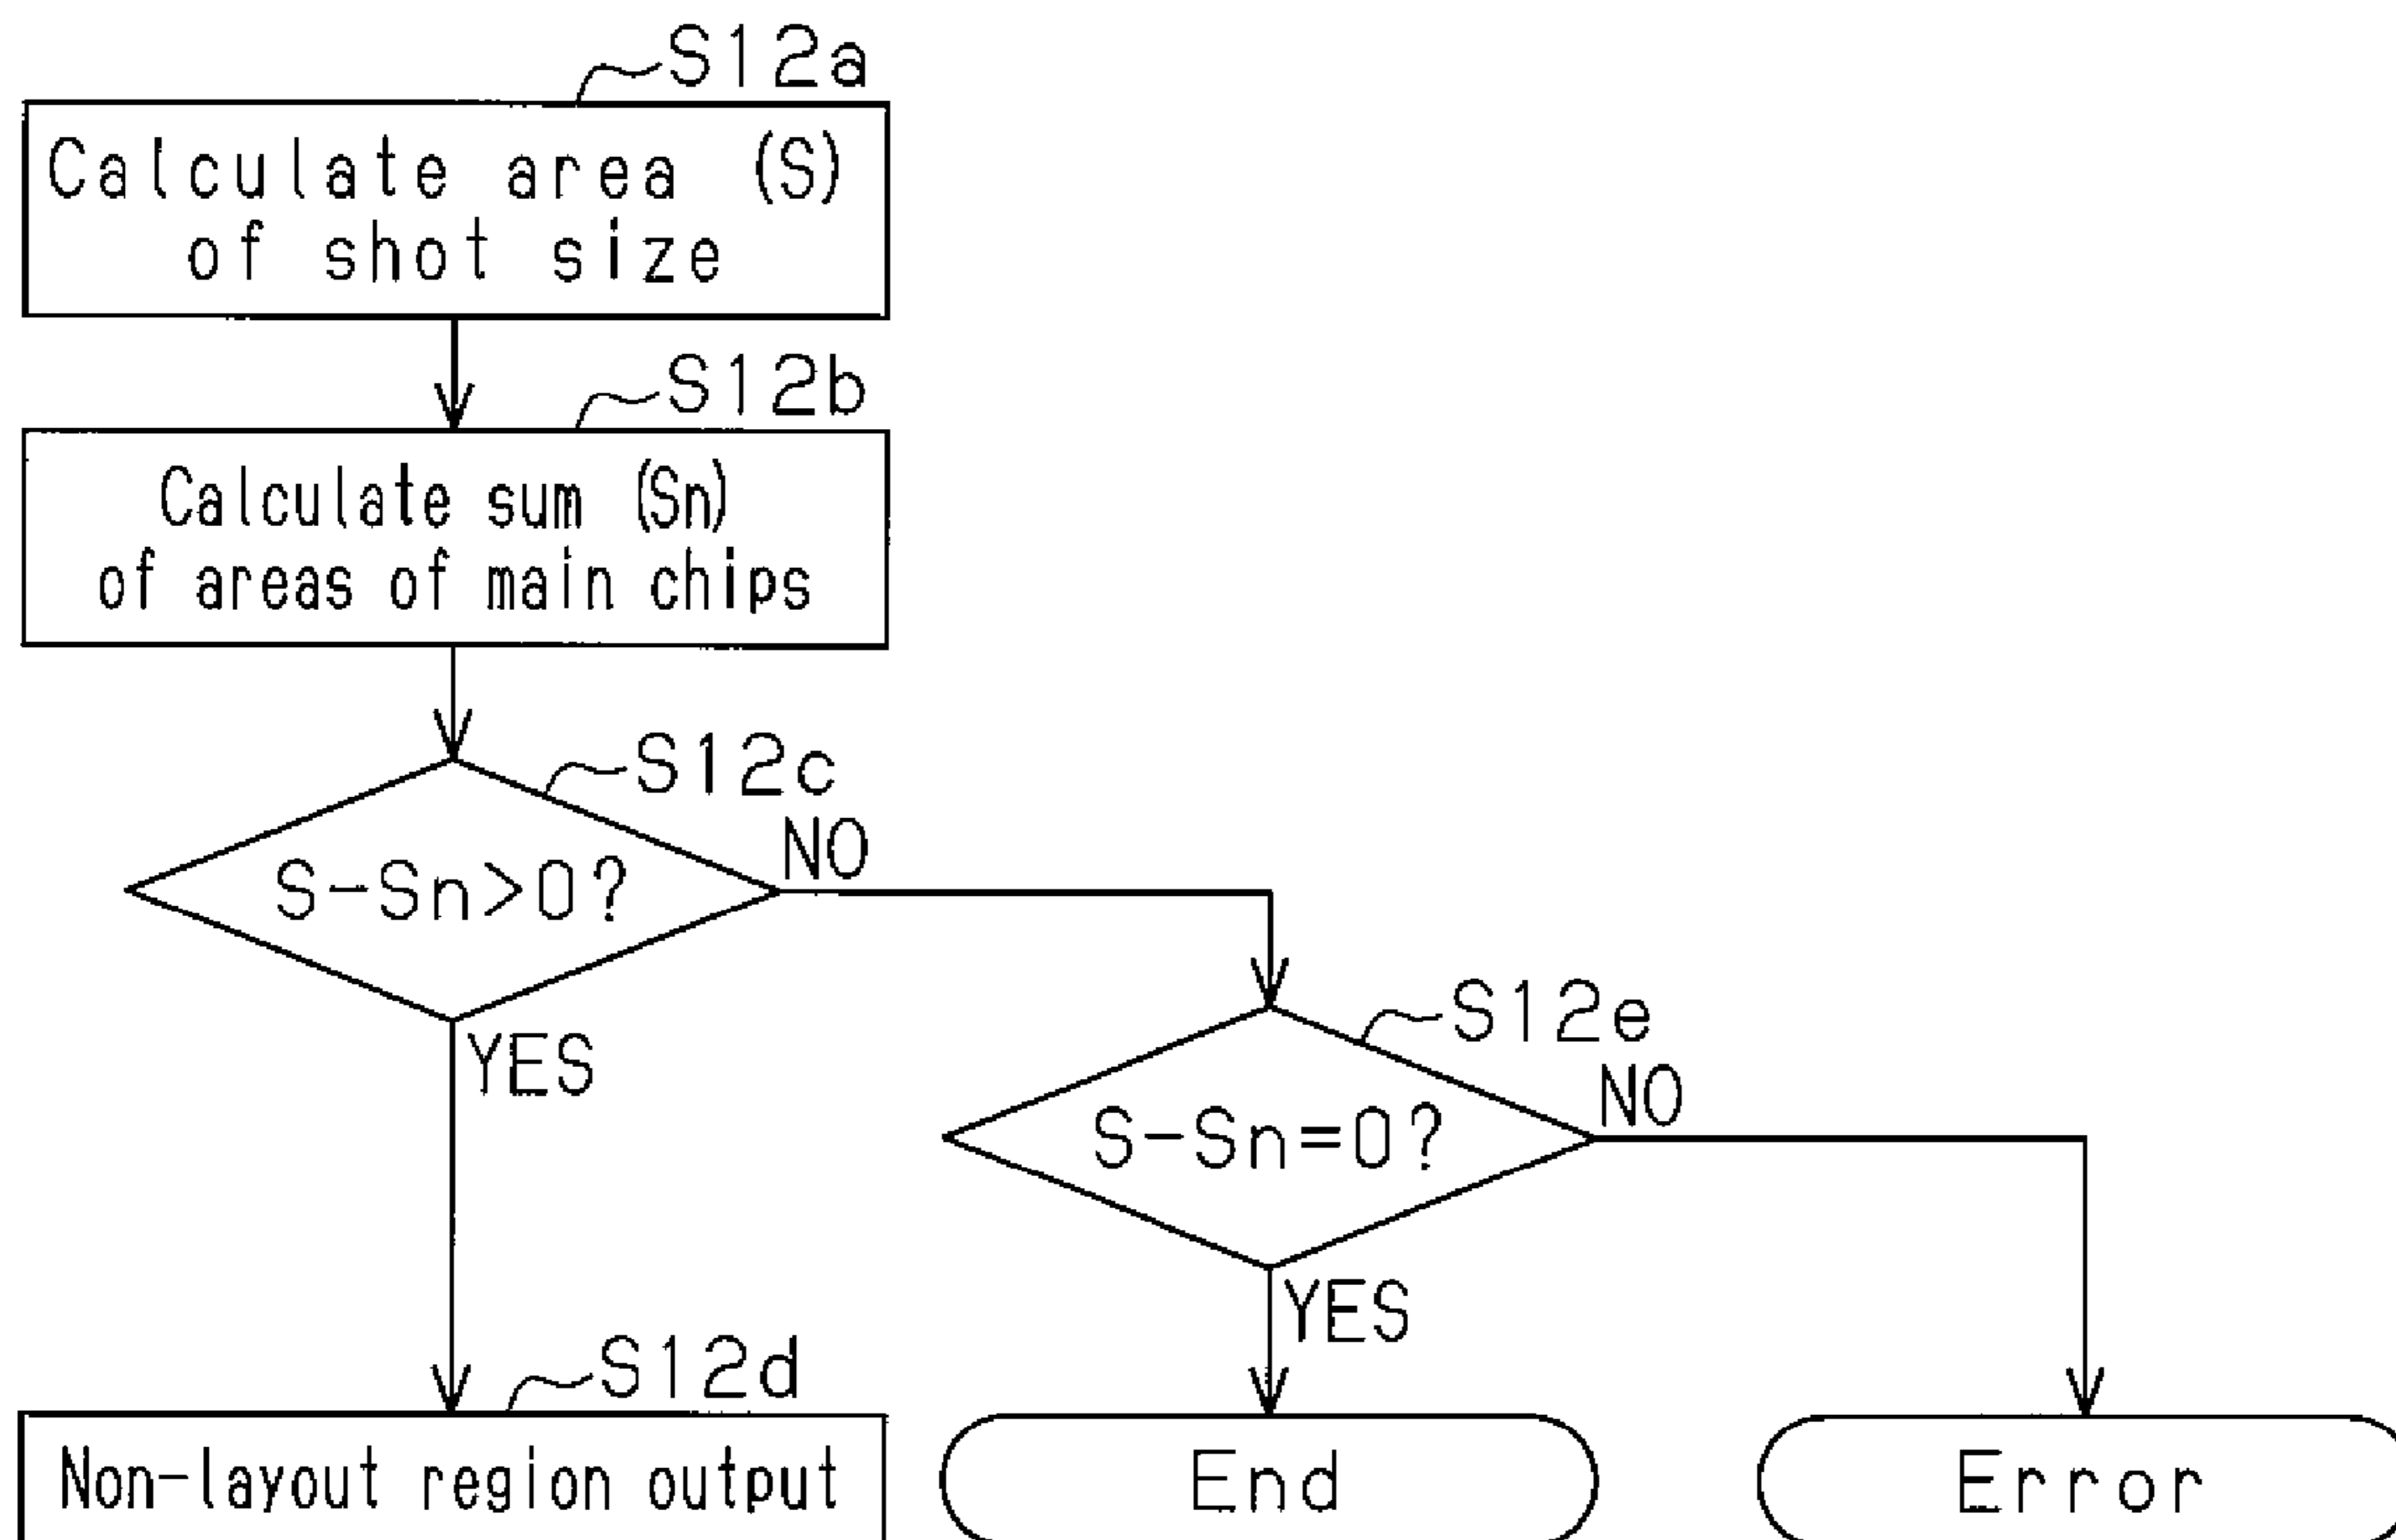 S12a
Calculate area (S)
of shot size
S12b
Calculate sum (Sn)
of areas of main chips
S12c
S-Sn>0?
NO
YES
S12e
S-Sn=0?
NO
YES
S12d
Non-layout region output
End
Error